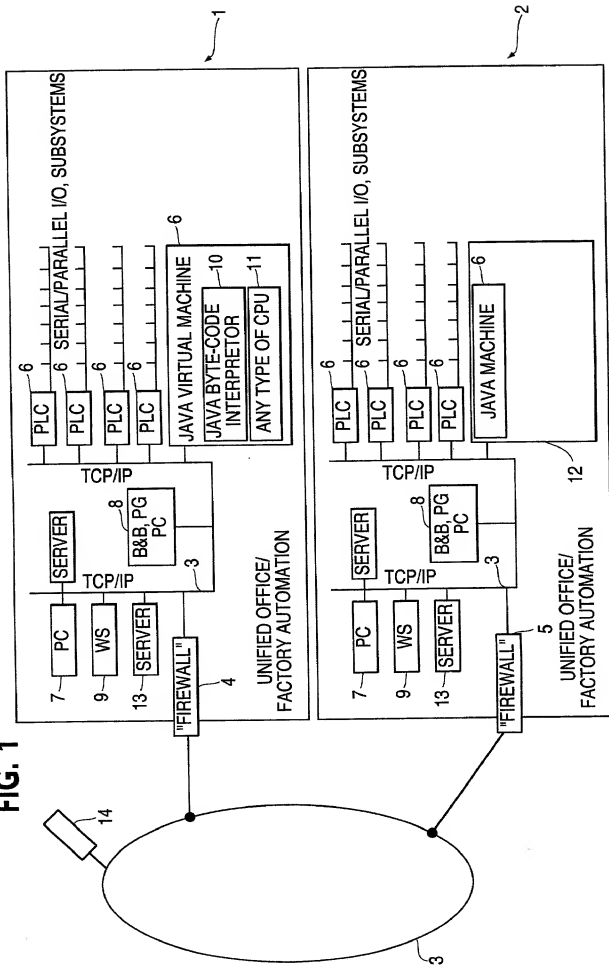 FIG. 1
14
3
1
"FIREWALL"
4
UNIFIED OFFICE/
FACTORY AUTOMATION
PC
7
SERVER
WS
9
SERVER
13
TCP/IP
3
B&B, PG
PC
8
TCP/IP
PLC
6
PLC
6
PLC
6
PLC
6
SERIAL/PARALLEL I/O, SUBSYSTEMS
JAVA VIRTUAL MACHINE
6
JAVA BYTE-CODE
INTERPRETOR
10
ANY TYPE OF CPU
11
2
"FIREWALL"
5
UNIFIED OFFICE/
FACTORY AUTOMATION
PC
7
SERVER
WS
9
SERVER
13
TCP/IP
3
B&B, PG
PC
8
TCP/IP
PLC
6
PLC
6
PLC
6
PLC
6
SERIAL/PARALLEL I/O, SUBSYSTEMS
JAVA MACHINE
6
12